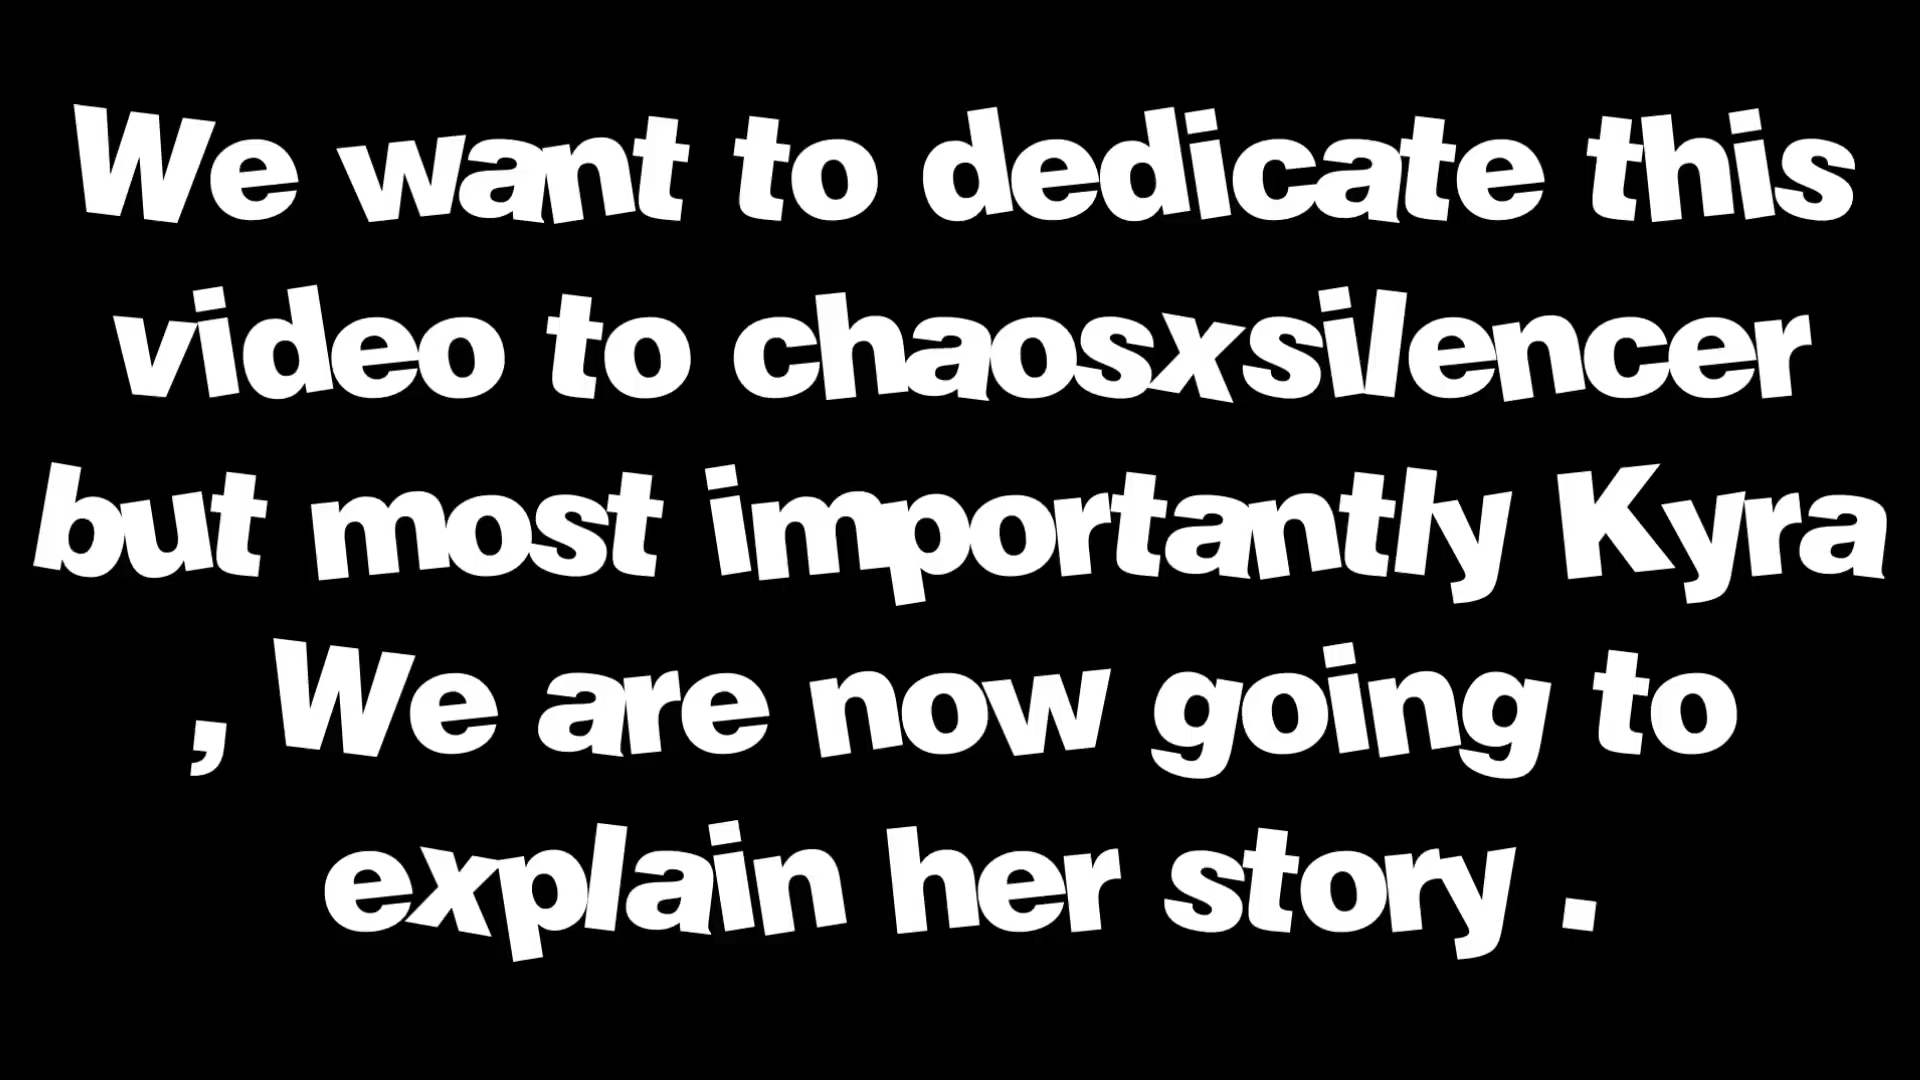 We want to dedicate this
video to chaosxsilencer
but most importantly Kyra
, We are now going to
explain her story .